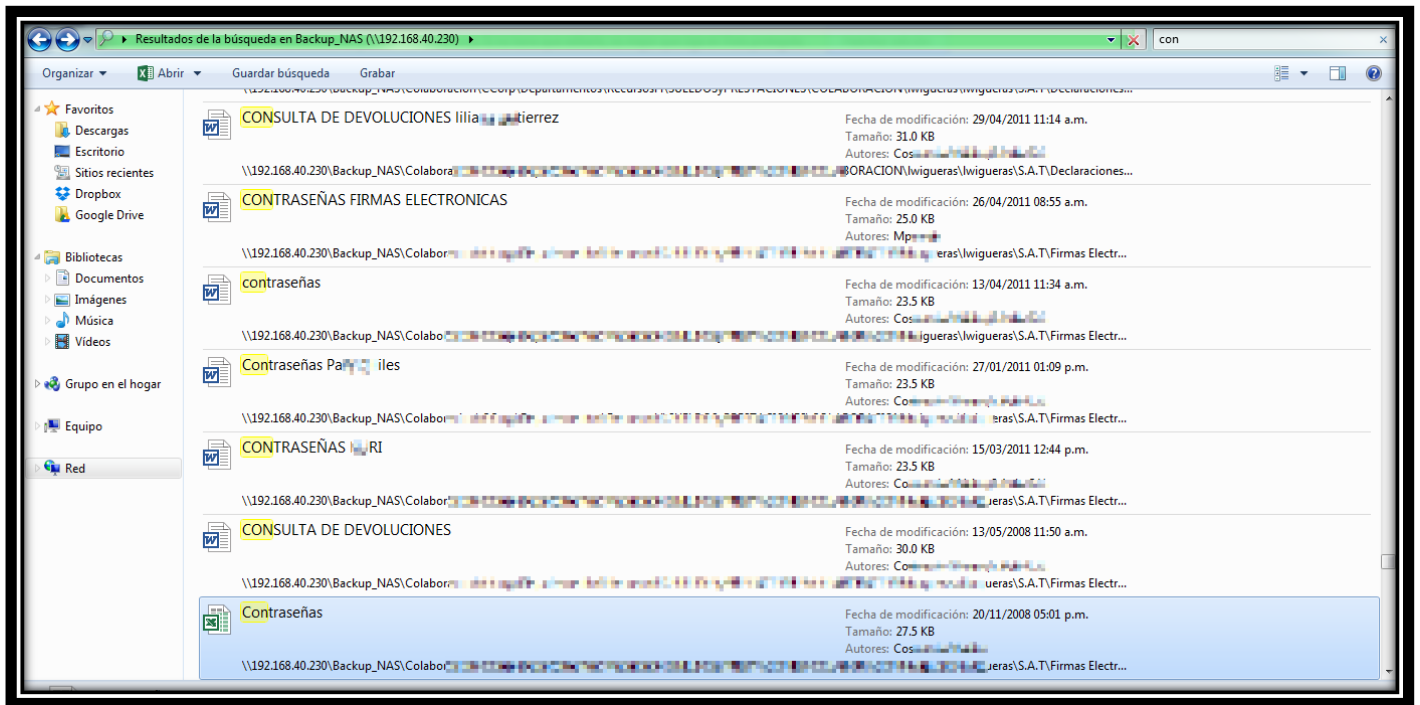 Resultados de la búsqueda en Backup_NAS (\\192.168.40.230)
con
Organizar
Abrir
Guardar búsqueda
Grabar
Favoritos
Descargas
Escritorio
Sitios recientes
Dropbox
Google Drive
Bibliotecas
Documentos
Imágenes
Música
Vídeos
Grupo en el hogar
Equipo
Red
CONSULTA DE DEVOLUCIONES
Fecha de modificación: 29/04/2011 11:14 a.m.
Tamaño: 31.0 KB
Autores:
\\192.168.40.230\Backup_NAS\Colabora BORACION\lwigueras\lwigueras\S.A.T\Declaraciones...
CONTRASEÑAS FIRMAS ELECTRONICAS
Fecha de modificación: 26/04/2011 08:55 a.m.
Tamaño: 25.0 KB
Autores:
\\192.168.40.230\Backup_NAS\Colabor eras\lwigueras\S.A.T\Firmas Electr...
contraseñas
Fecha de modificación: 13/04/2011 11:34 a.m.
Tamaño: 23.5 KB
Autores:
\\192.168.40.230\Backup_NAS\Colabo igueras\lwigueras\S.A.T\Firmas Electr...
Contraseñas
Fecha de modificación: 27/01/2011 01:09 p.m.
Tamaño: 23.5 KB
Autores:
\\192.168.40.230\Backup_NAS\Colabor eras\S.A.T\Firmas Electr...
CONTRASEÑAS
Fecha de modificación: 15/03/2011 12:44 p.m.
Tamaño: 23.5 KB
Autores:
\\192.168.40.230\Backup_NAS\Colabor ueras\S.A.T\Firmas Electr...
CONSULTA DE DEVOLUCIONES
Fecha de modificación: 13/05/2008 11:50 a.m.
Tamaño: 30.0 KB
Autores:
\\192.168.40.230\Backup_NAS\Colabor ueras\S.A.T\Firmas Electr...
Contraseñas
Fecha de modificación: 20/11/2008 05:01 p.m.
Tamaño: 27.5 KB
Autores:
\\192.168.40.230\Backup_NAS\Colabor ueras\S.A.T\Firmas Electr...